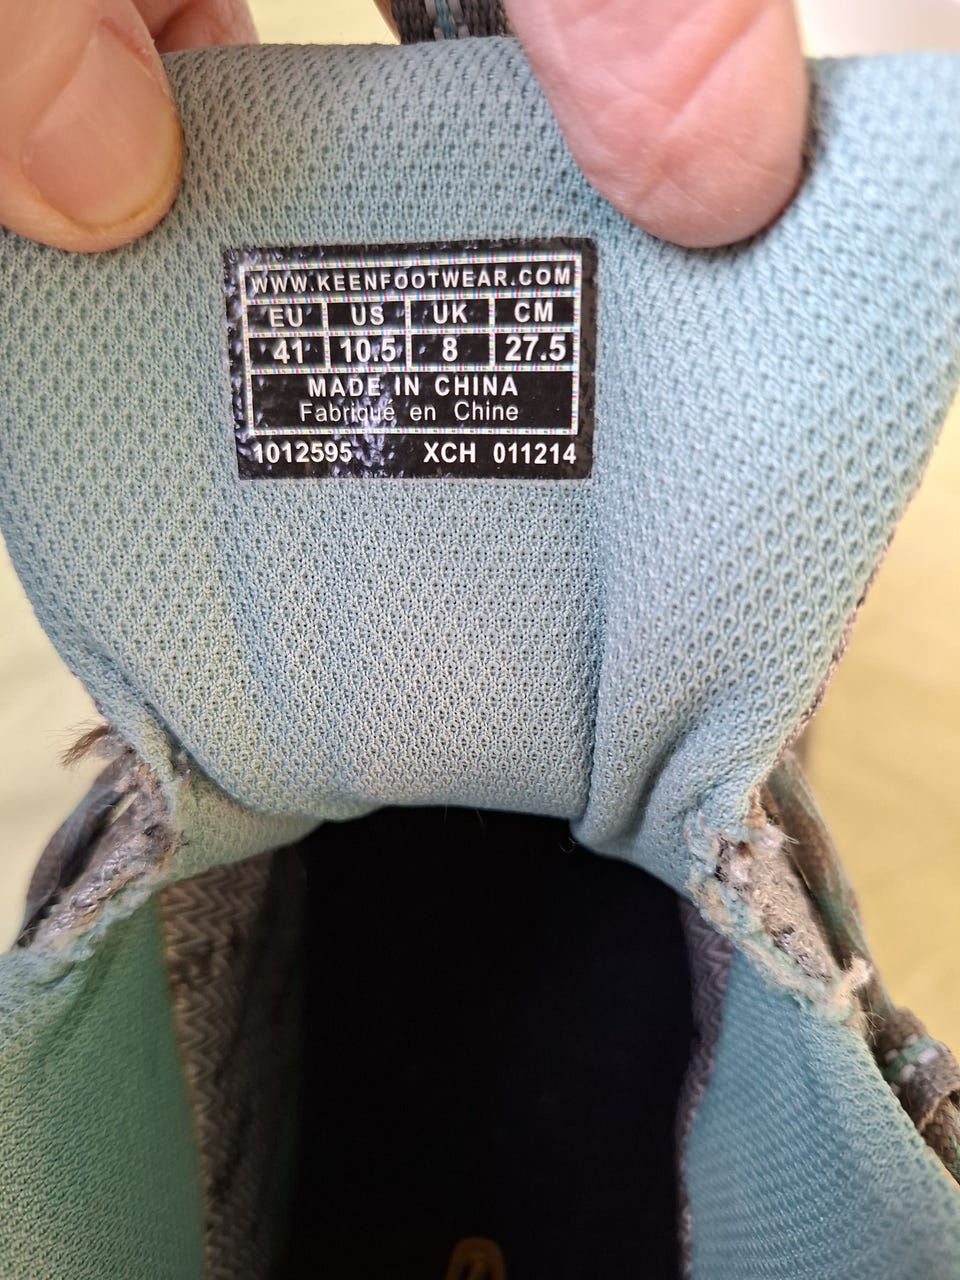 WWW.KEENFOOTWEAR.COM
EU US UK CM
41 10.5 8 27.5
MADE IN CHINA
Fabriqué en Chine
1012595 XCH 011214